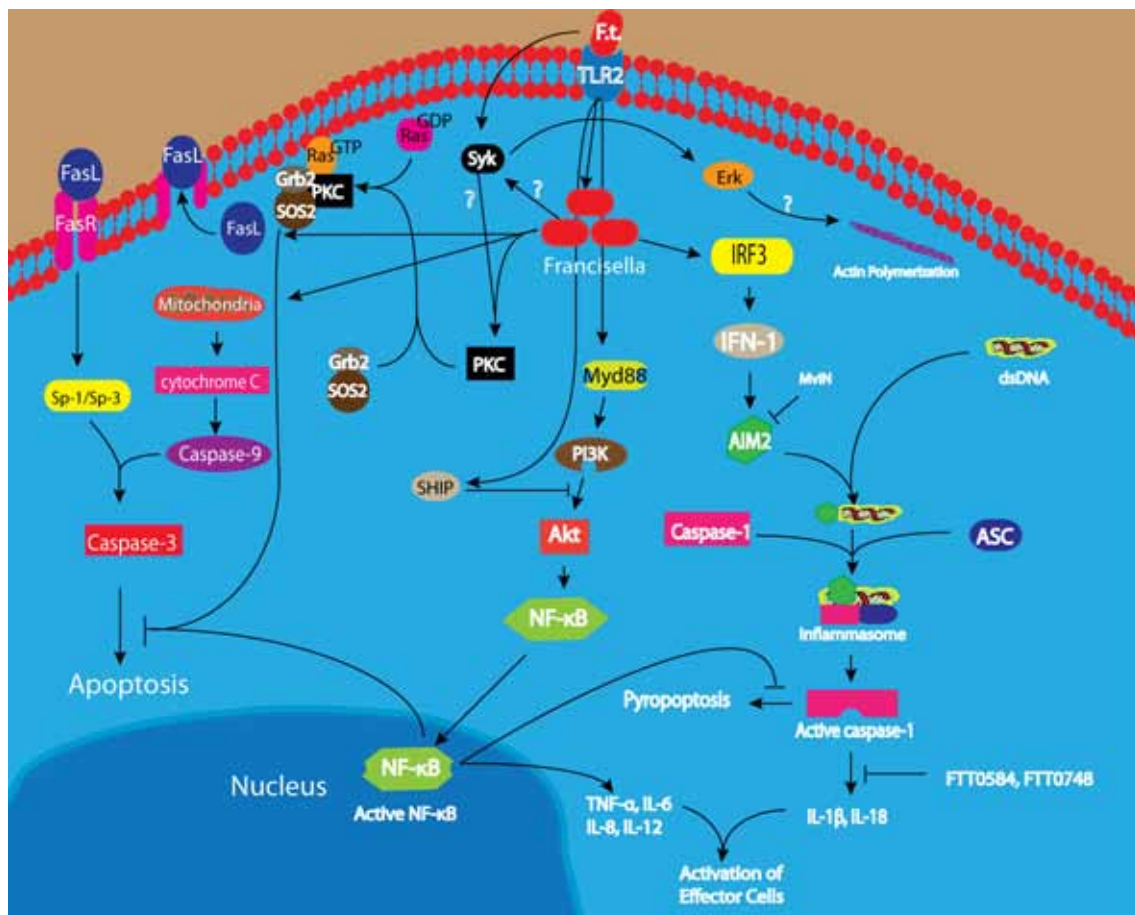 F.t.
TLR2
GDP
Ras
FasL
FasL
Ras
GTP
Syk
Grb2
PKC
FasL
SOS2
FasR
Erk
?
?
?
IRF3
Francisella
Actin Polymerization
Mitochondria
IFN-1
Grb2
PKC
SOS2
Myd88
MviN
dsDNA
cytochrome C
Sp-1/Sp-3
AIM2
Caspase-9
PI3K
SHIP
Caspase-3
Akt
Caspase-1
ASC
NF-κB
Inflammasome
Apoptosis
Pyropoptosis
Active caspase-1
NF-κB
Nucleus
Active NF-κB
FTT0584, FTT0748
TNF-α, IL-6
IL-8, IL-12
IL-1β, IL-18
Activation of
Effector Cells